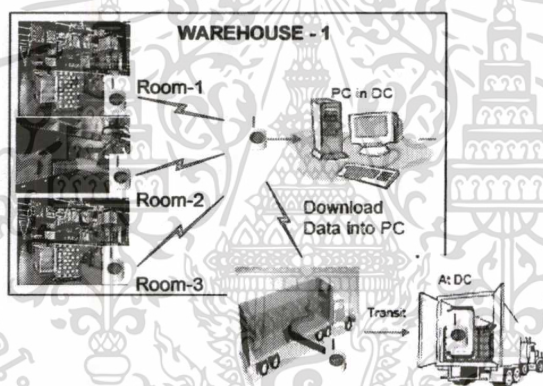 WAREHOUSE - 1
Room-1
PC in DC
Room-2
Download
Data into PC
Room-3
At DC
Transit